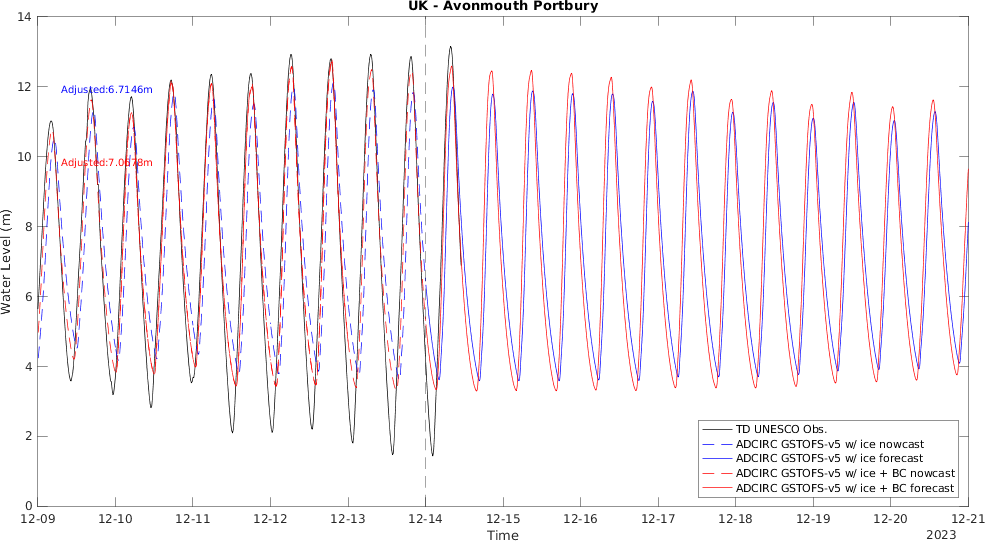 UK - Avonmouth Portbury
14
12
10
8
6
4
2
0
Water Level (m)
Adjusted:6.7146m
Adjusted:7.0678m
TD UNESCO Obs.
ADCIRC GSTOFS-v5 w/ ice nowcast
ADCIRC GSTOFS-v5 w/ ice forecast
ADCIRC GSTOFS-v5 w/ ice + BC nowcast
ADCIRC GSTOFS-v5 w/ ice + BC forecast
12-09 12-10 12-11 12-12 12-13 12-14 12-15 12-16 12-17 12-18 12-19 12-20 12-21
Time
2023